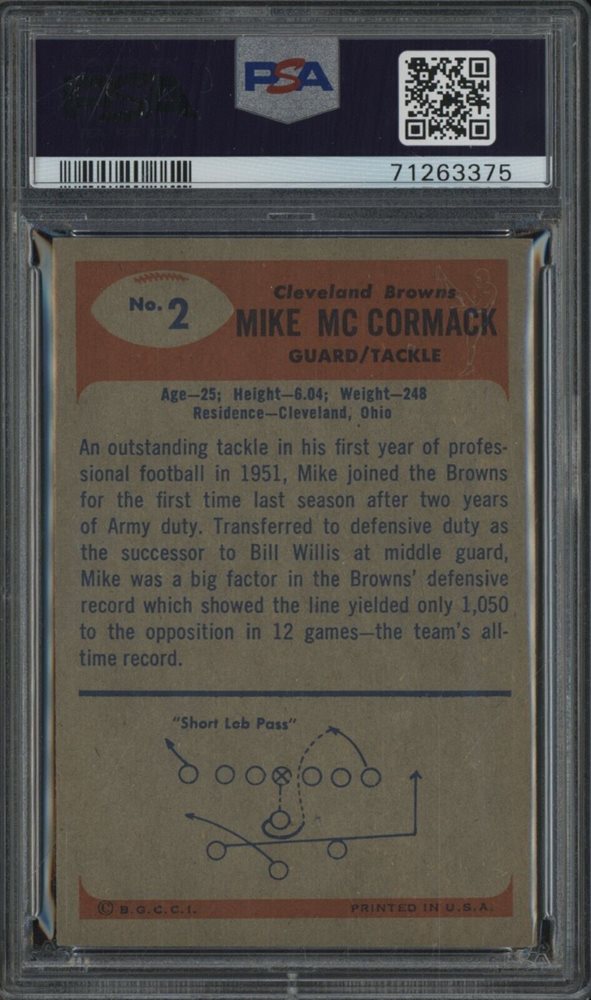 PSA
71263375
No. 2
Cleveland Browns
MIKE MC CORMACK
GUARD/TACKLE
Age—25; Height—6.04; Weight—248
Residence—Cleveland, Ohio
An outstanding tackle in his first year of profes-
sional football in 1951, Mike joined the Browns
for the first time last season after two years
of Army duty. Transferred to defensive duty as
the successor to Bill Willis at middle guard,
Mike was a big factor in the Browns' defensive
record which showed the line yielded only 1,050
to the opposition in 12 games—the team's all-
time record.
"Short Lob Pass"
© B.G.C.C.I.
PRINTED IN U.S.A.